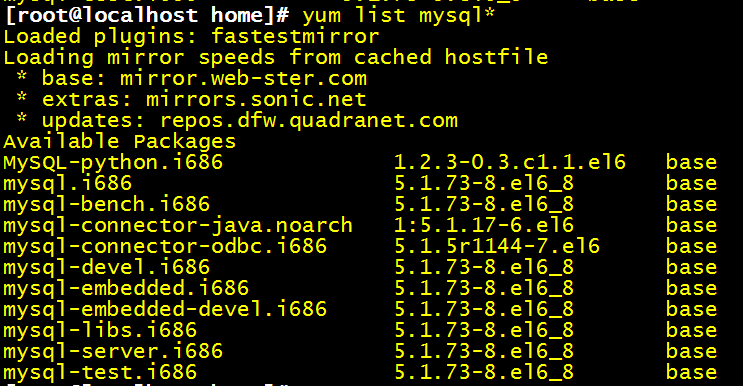 [root@localhost home]# yum list mysql*
Loaded plugins: fastestmirror
Loading mirror speeds from cached hostfile
 * base: mirror.web-ster.com
 * extras: mirrors.sonic.net
 * updates: repos.dfw.quadranet.com
Available Packages
MySQL-python.i686 1.2.3-0.3.c1.1.el6 base
mysql.i686 5.1.73-8.el6_8 base
mysql-bench.i686 5.1.73-8.el6_8 base
mysql-connector-java.noarch 1:5.1.17-6.el6 base
mysql-connector-odbc.i686 5.1.5r1144-7.el6 base
mysql-devel.i686 5.1.73-8.el6_8 base
mysql-embedded.i686 5.1.73-8.el6_8 base
mysql-embedded-devel.i686 5.1.73-8.el6_8 base
mysql-libs.i686 5.1.73-8.el6_8 base
mysql-server.i686 5.1.73-8.el6_8 base
mysql-test.i686 5.1.73-8.el6_8 base